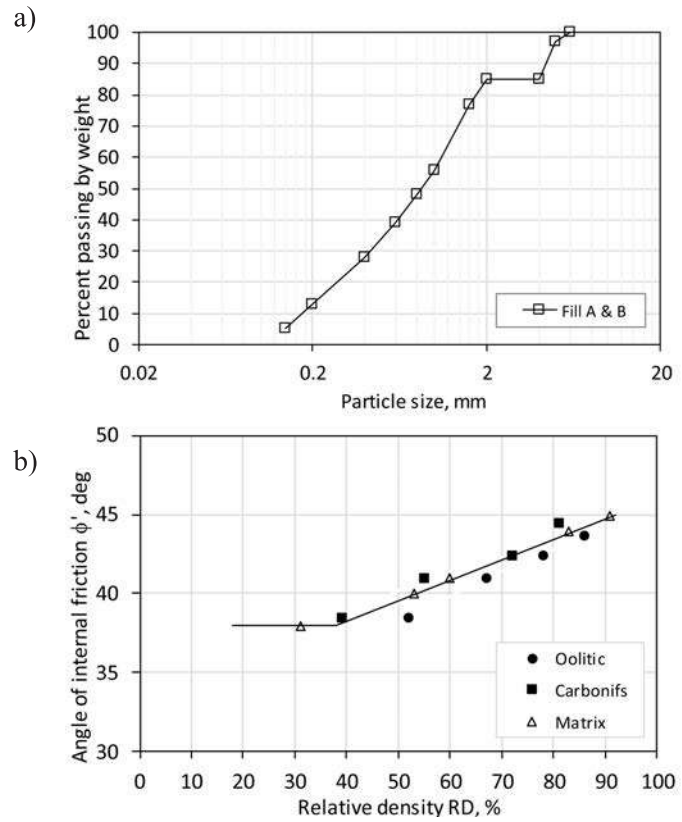 a)
Percent passing by weight
100
90
80
70
60
50
40
30
20
10
0
Fill A & B
0.02 0.2 2 20
Particle size, mm
b)
Angle of internal friction ϕ', deg
50
45
40
35
30
Oolitic
Carbonifs
Matrix
0 10 20 30 40 50 60 70 80 90 100
Relative density RD, %